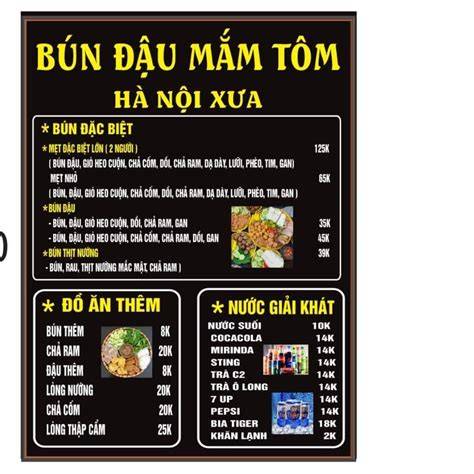 BÚN ĐẬU MẮM TÔM
HÀ NỘI XƯA
* BÚN ĐẶC BIỆT
* MẸT ĐẶC BIỆT LỚN ( 2 NGƯỜI ) 125K
( BÚN ĐẬU, GIÒ HEO CUỘN, CHẢ CỐM, DỒI, CHẢ RAM, DẠ DÀY, LƯỠI, PHÈO, TIM, GAN)
MẸT NHỎ 65K
( BÚN, ĐẬU, GIÒ HEO CUỘN, CHẢ CỐM, DỒI, CHẢ RAM, DẠ DÀY, LƯỠI, PHÈO, TIM, GAN )
* BÚN ĐẬU
- BÚN, ĐẬU, GIÒ HEO CUỘN, DỒI, CHẢ RAM, GAN 35K
- BÚN, ĐẬU, GIÒ HEO CUỘN, CHẢ CỐM, CHẢ RAM, DỒI, GAN 45K
* BÚN THỊT NƯỚNG 39K
- BÚN, RAU, THỊT NƯỚNG MẮC MẬT, CHẢ RAM )
* ĐỒ ĂN THÊM
BÚN THÊM 8K
CHẢ RAM 20K
ĐẬU THÊM 8K
LÒNG NƯỚNG 20K
CHẢ CỐM 20K
LÒNG THẬP CẨM 25K
* NƯỚC GIẢI KHÁT
NƯỚC SUỐI 10K
COCACOLA 14K
MIRINDA 14K
STING 14K
TRÀ C2 14K
TRÀ Ô LONG 14K
7 UP 14K
PEPSI 14K
BIA TIGER 18K
KHĂN LẠNH 2K